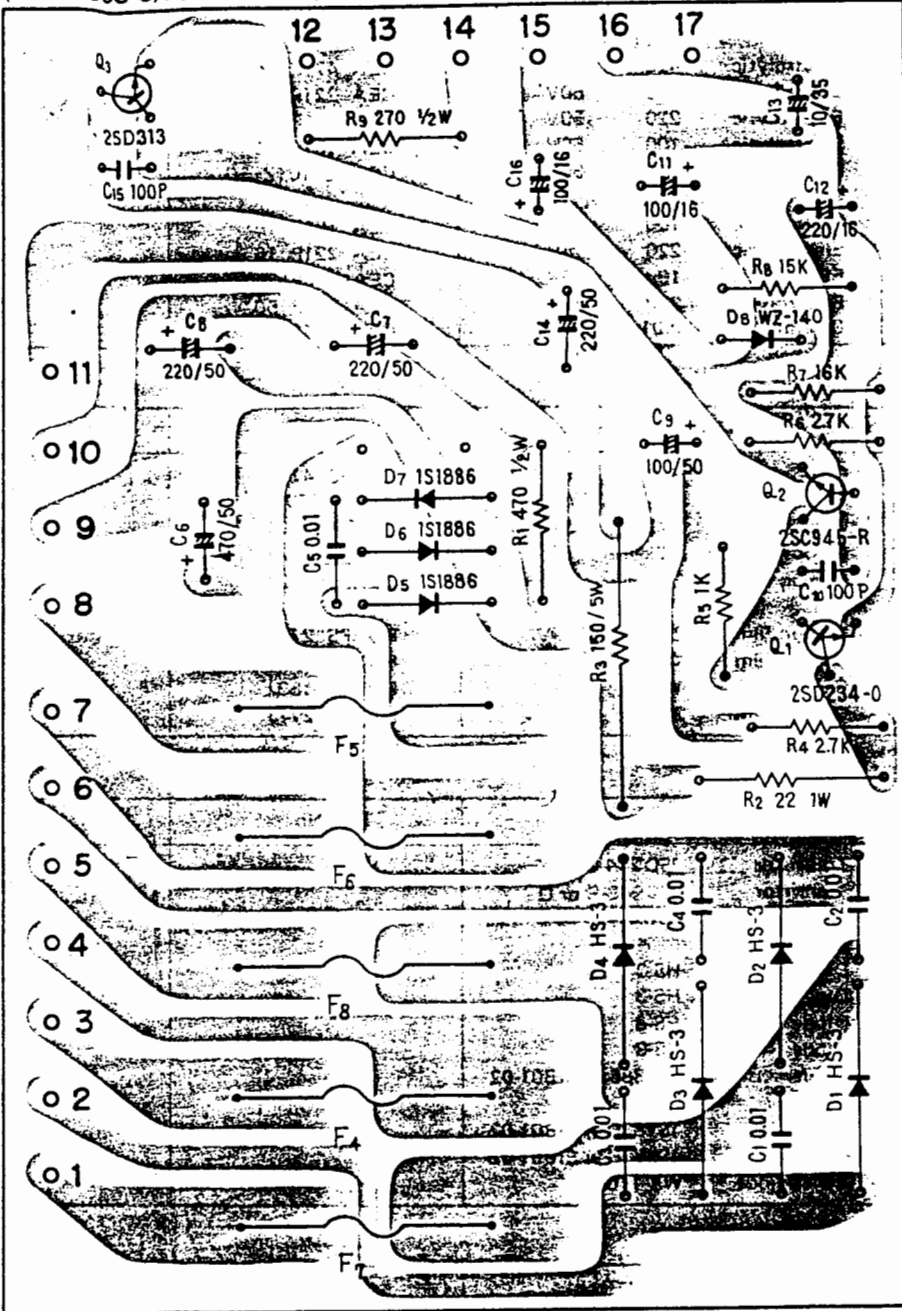 12 13 14 15 16 17
Q3
2SD313
C15 100P
R9 270 1/2W
C16
100/16
+
C11 +
100/16
C13
10/35
C12 +
220/16
R8 15K
D8 WZ-140
R7 16K
R6 2.7K
+ C8
220/50
+ C7
220/50
C14
220/50
+
C9 +
100/50
Q2
2SC945-R
C10 100P
Q1
2SD234-O
11
10
9
8
7
6
5
4
3
2
1
C6
470/50
+
C5 0.01
D7 1S1886
D6 1S1886
D5 1S1886
R1 470 1/2W
R3 150/5W
R5 1K
R4 2.7K
R2 22 1W
F5
F6
F8
F4
F7
D4 HS-3
C4 0.01
D2 HS-3
C2 0.01
0.01
D3 HS-3
C1 0.01
D1 HS-3